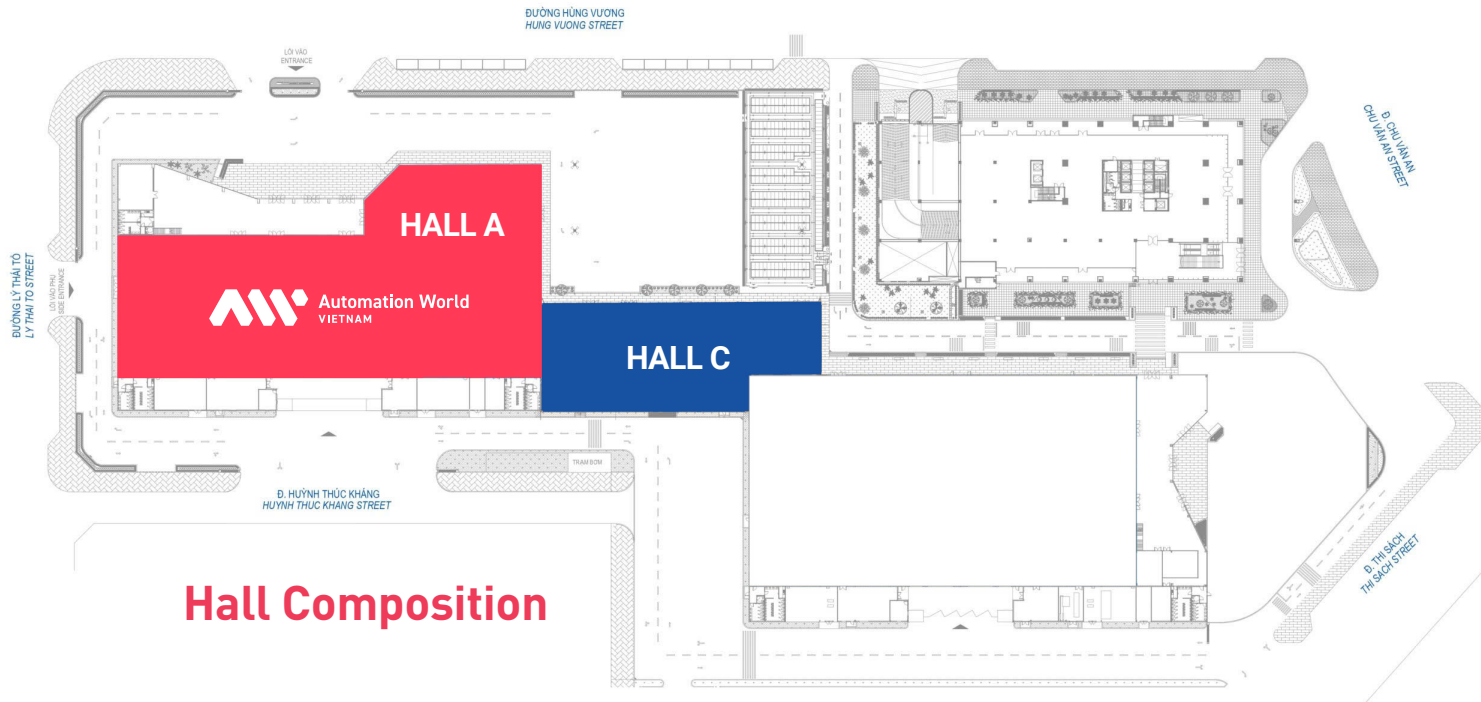 ĐƯỜNG HÙNG VƯƠNG
HUNG VUONG STREET
LỐI VÀO
ENTRANCE
Đ. CHU VĂN AN
CHU VĂN AN STREET
HALL A
ĐƯỜNG LÝ THÁI TỔ
LY THAI TO STREET
LỐI VÀO PHỤ
SIDE ENTRANCE
Automation World
VIETNAM
HALL C
TRẠM BƠM
Đ. HUỲNH THÚC KHÁNG
HUYNH THUC KHANG STREET
Đ. THI SÁCH
THI SACH STREET
Hall Composition